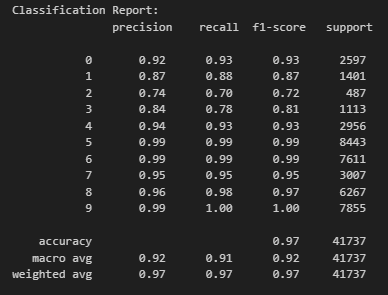 Classification Report:
precision recall f1-score support
0 0.92 0.93 0.93 2597
1 0.87 0.88 0.87 1401
2 0.74 0.70 0.72 487
3 0.84 0.78 0.81 1113
4 0.94 0.93 0.93 2956
5 0.99 0.99 0.99 8443
6 0.99 0.99 0.99 7611
7 0.95 0.95 0.95 3007
8 0.96 0.98 0.97 6267
9 0.99 1.00 1.00 7855
accuracy 0.97 41737
macro avg 0.92 0.91 0.92 41737
weighted avg 0.97 0.97 0.97 41737